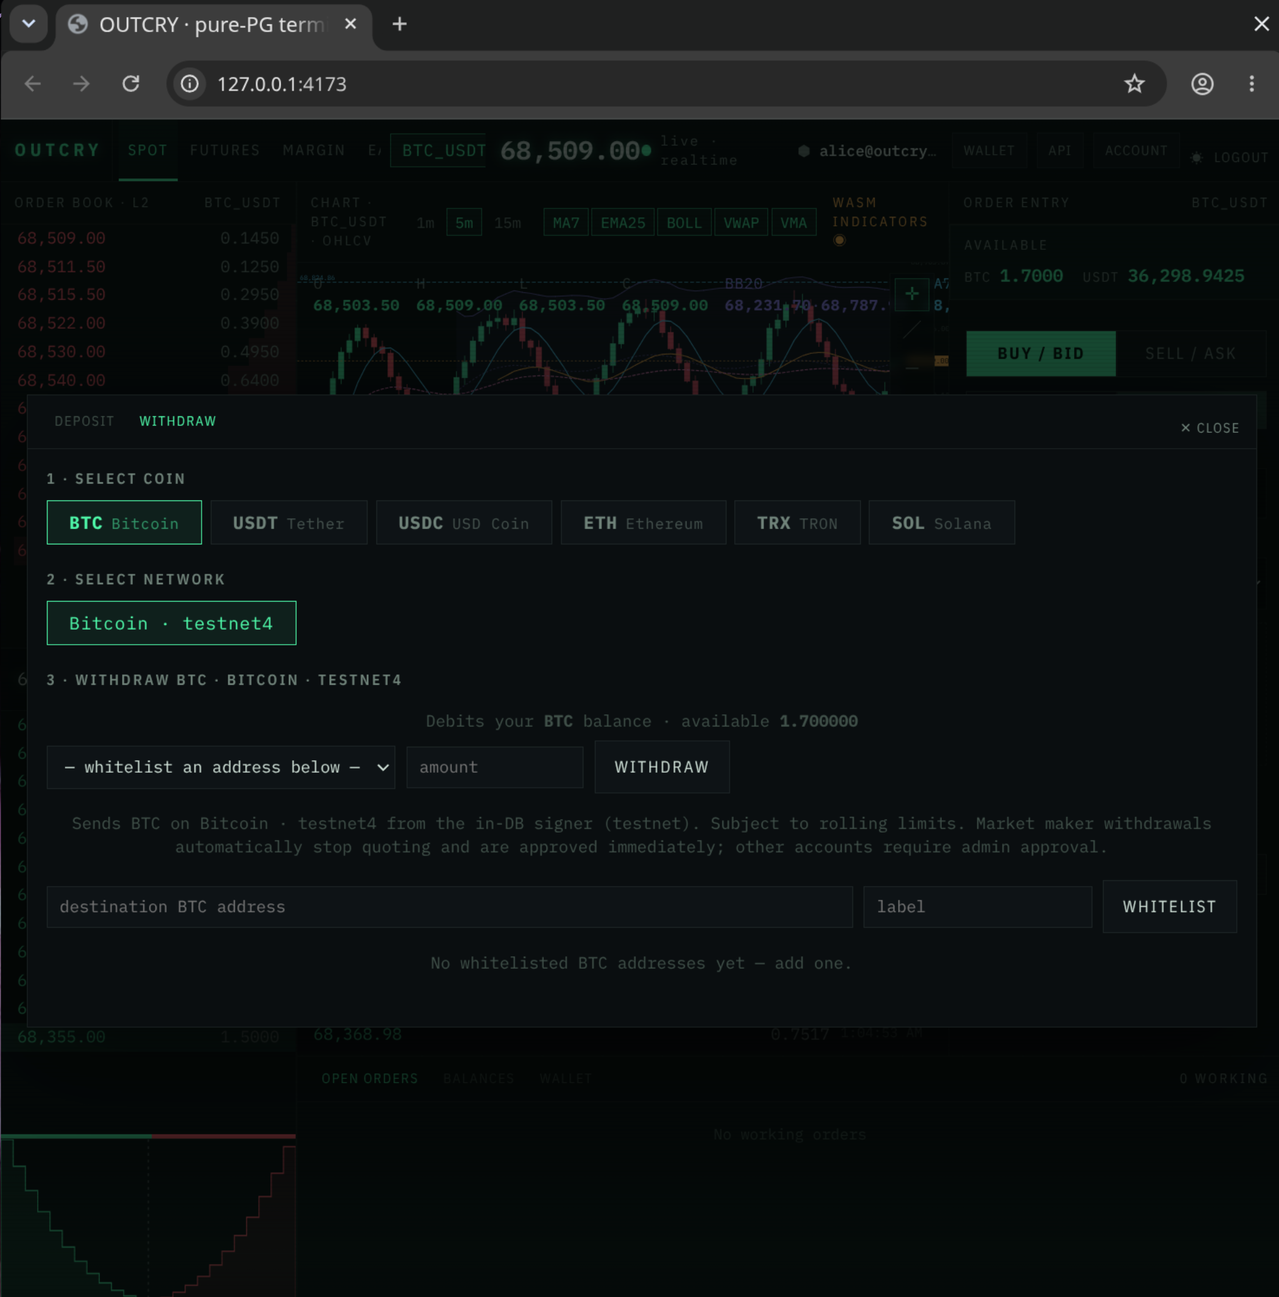 OUTCRY · pure-PG term
127.0.0.1:4173
OUTCRY SPOT FUTURES MARGIN BTC_USDT 68,509.00 live · realtime alice@outcry… WALLET API ACCOUNT LOGOUT
ORDER BOOK · L2 BTC_USDT
68,509.00 0.1450
68,511.50 0.1250
68,515.50 0.2950
68,522.00 0.3900
68,530.00 0.4950
68,540.00 0.6400
CHART · BTC_USDT · OHLCV
1m 5m 15m MA7 EMA25 BOLL VWAP VMA
WASM INDICATORS
O H L C BB20
68,503.50 68,509.00 68,503.50 68,509.00
ORDER ENTRY BTC_USDT
AVAILABLE
BTC 1.7000 USDT 36,298.9425
BUY / BID SELL / ASK
DEPOSIT WITHDRAW × CLOSE
1 · SELECT COIN
BTC Bitcoin USDT Tether USDC USD Coin ETH Ethereum TRX TRON SOL Solana
2 · SELECT NETWORK
Bitcoin · testnet4
3 · WITHDRAW BTC · BITCOIN · TESTNET4
Debits your BTC balance · available 1.700000
— whitelist an address below — amount WITHDRAW
Sends BTC on Bitcoin · testnet4 from the in-DB signer (testnet). Subject to rolling limits. Market maker withdrawals
automatically stop quoting and are approved immediately; other accounts require admin approval.
destination BTC address label WHITELIST
No whitelisted BTC addresses yet — add one.
68,355.00 1.5000
68,368.98 0.7517 1:04:53 AM
OPEN ORDERS BALANCES WALLET 0 WORKING
No working orders